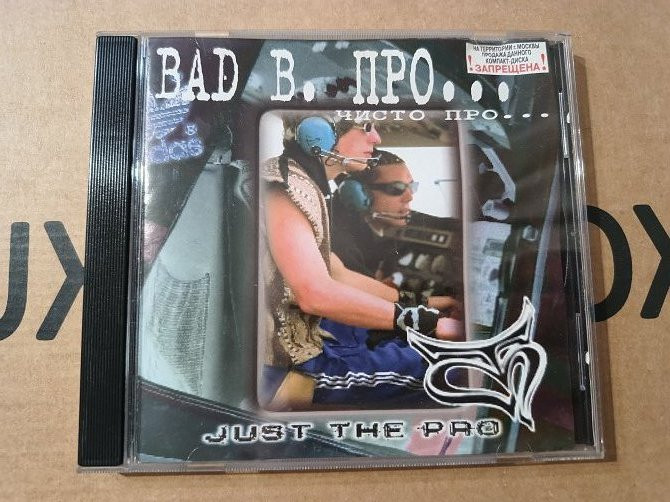 BAD B. ПРО...
ЧИСТО ПРО...
НА ТЕРРИТОРИИ г. МОСКВЫ
ПРОДАЖА ДАННОГО
КОМПАКТ-ДИСКА
! ЗАПРЕЩЕНА !
JUST THE PRO